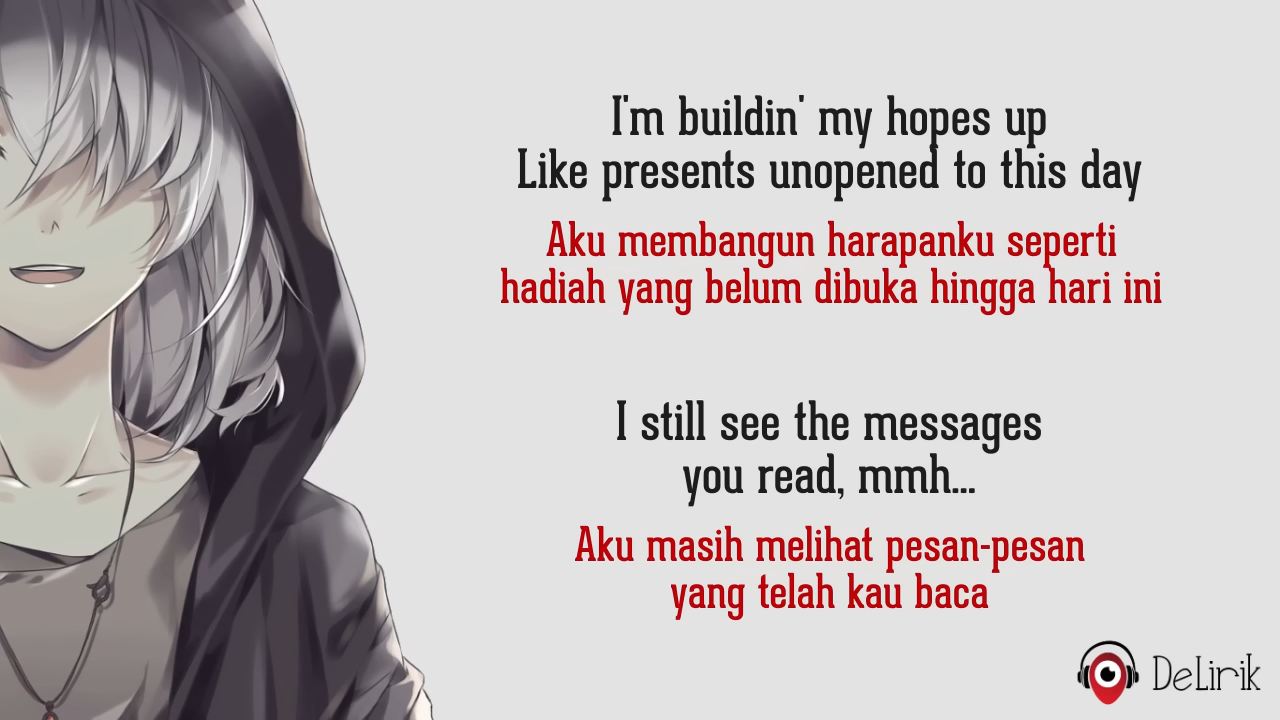 I'm buildin' my hopes up
Like presents unopened to this day
Aku membangun harapanku seperti
hadiah yang belum dibuka hingga hari ini
I still see the messages
you read, mmh...
Aku masih melihat pesan-pesan
yang telah kau baca
DeLirik